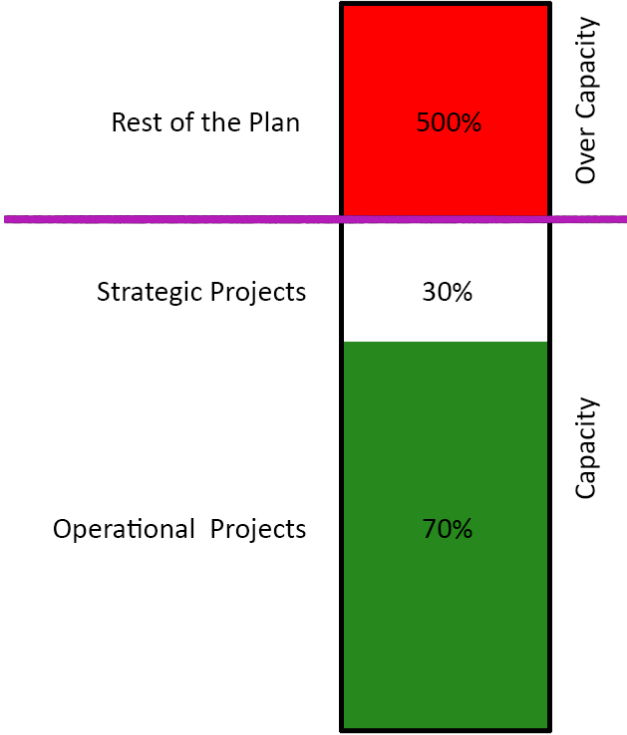 Rest of the Plan
500%
Over Capacity
Strategic Projects
30%
Capacity
Operational  Projects
70%